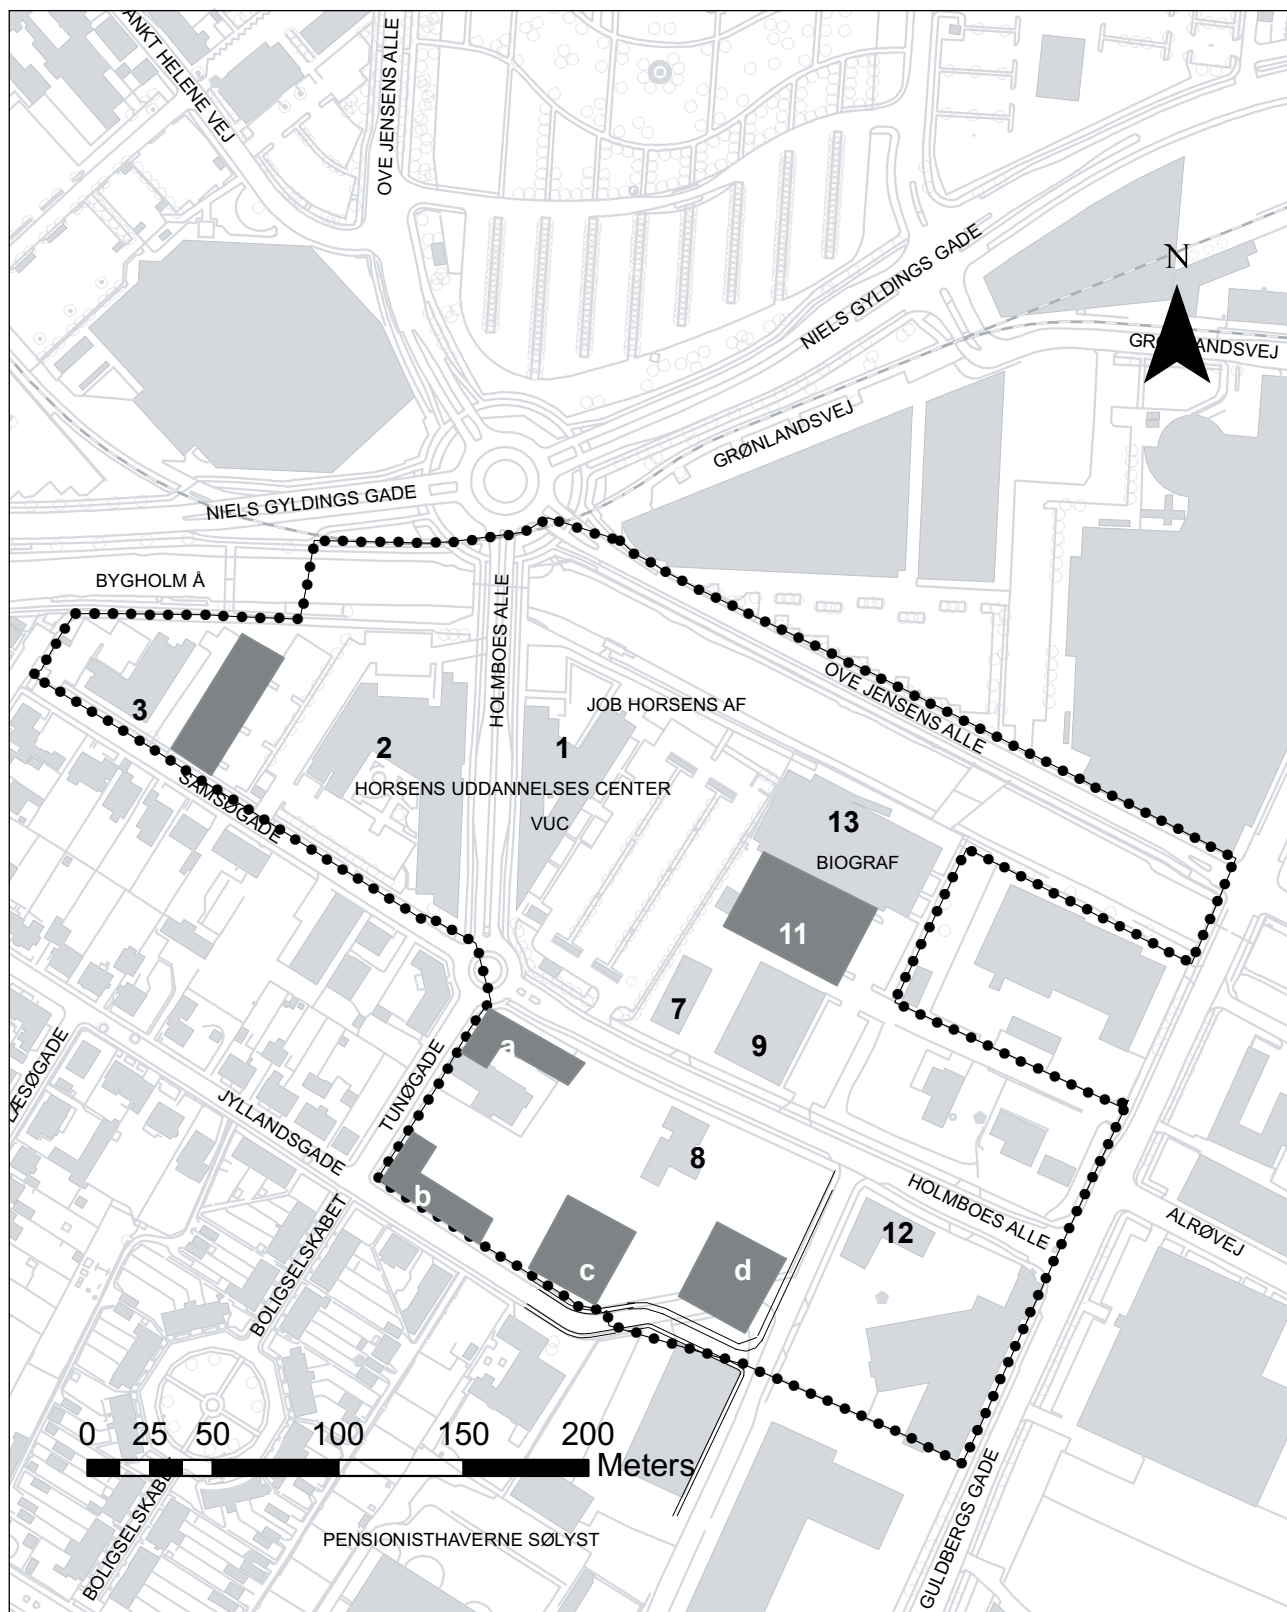 SANKT HELENE VEJ
OVE JENSENS ALLE
NIELS GYLDINGS GADE
N
GRØNLANDSVEJ
GRØNLANDSVEJ
NIELS GYLDINGS GADE
BYGHOLM Å
HOLMBOES ALLE
JOB HORSENS AF
OVE JENSENS ALLE
3
2
1
HORSENS UDDANNELSES CENTER
VUC
SAMSØGADE
13
BIOGRAF
11
7
9
a
TUNØGADE
LÆSØGADE
JYLLANDSGADE
8
b
HOLMBOES ALLE
ALRØVEJ
12
BOLIGSELSKABET
c
d
0 25 50 100 150 200
Meters
BOLIGSELSKABET
PENSIONISTHAVERNE SØLYST
GULDBERGS GADE